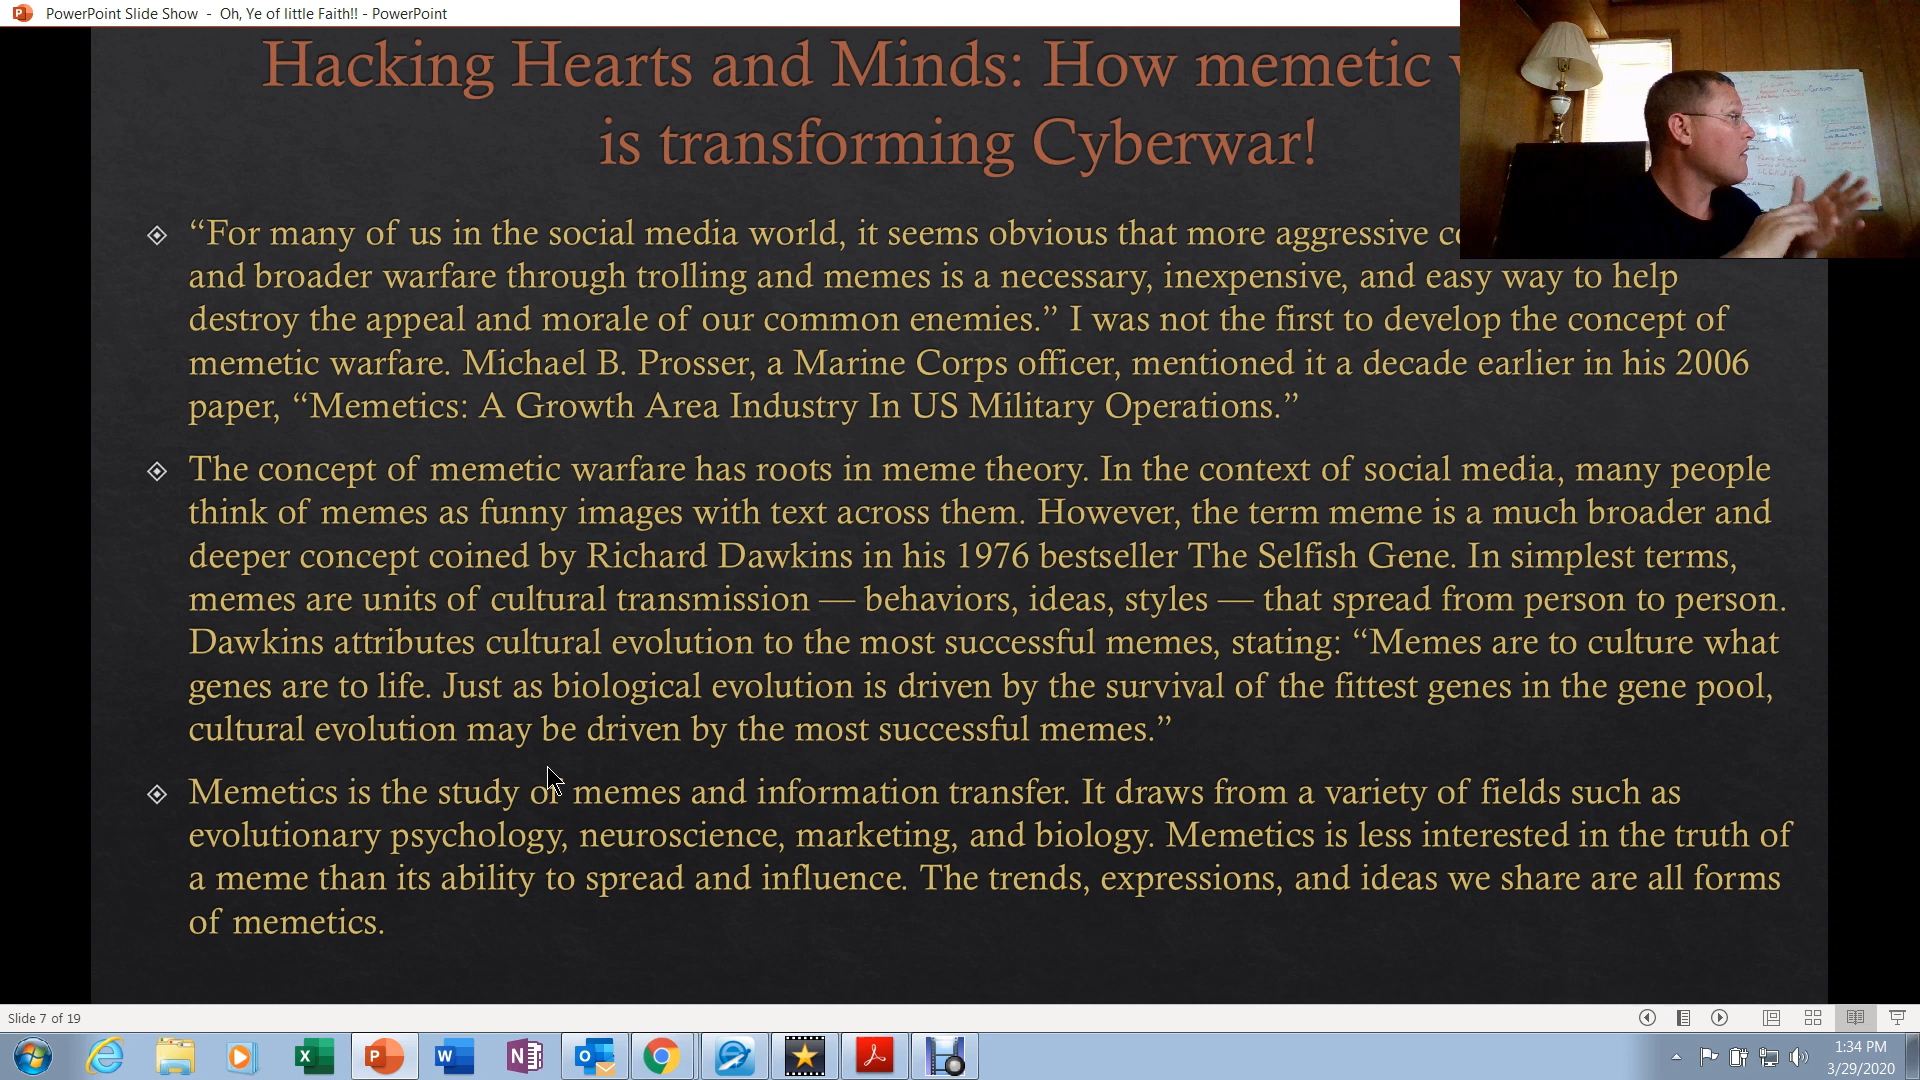 PowerPoint Slide Show - Oh, Ye of little Faith!! - PowerPoint
Hacking Hearts and Minds: How memetic
is transforming Cyberwar!
“For many of us in the social media world, it seems obvious that more aggressive
and broader warfare through trolling and memes is a necessary, inexpensive, and easy way to help
destroy the appeal and morale of our common enemies.” I was not the first to develop the concept of
memetic warfare. Michael B. Prosser, a Marine Corps officer, mentioned it a decade earlier in his 2006
paper, “Memetics: A Growth Area Industry In US Military Operations.”
The concept of memetic warfare has roots in meme theory. In the context of social media, many people
think of memes as funny images with text across them. However, the term meme is a much broader and
deeper concept coined by Richard Dawkins in his 1976 bestseller The Selfish Gene. In simplest terms,
memes are units of cultural transmission — behaviors, ideas, styles — that spread from person to person.
Dawkins attributes cultural evolution to the most successful memes, stating: “Memes are to culture what
genes are to life. Just as biological evolution is driven by the survival of the fittest genes in the gene pool,
cultural evolution may be driven by the most successful memes.”
Memetics is the study of memes and information transfer. It draws from a variety of fields such as
evolutionary psychology, neuroscience, marketing, and biology. Memetics is less interested in the truth of
a meme than its ability to spread and influence. The trends, expressions, and ideas we share are all forms
of memetics.
Slide 7 of 19
1:34 PM
3/29/2020